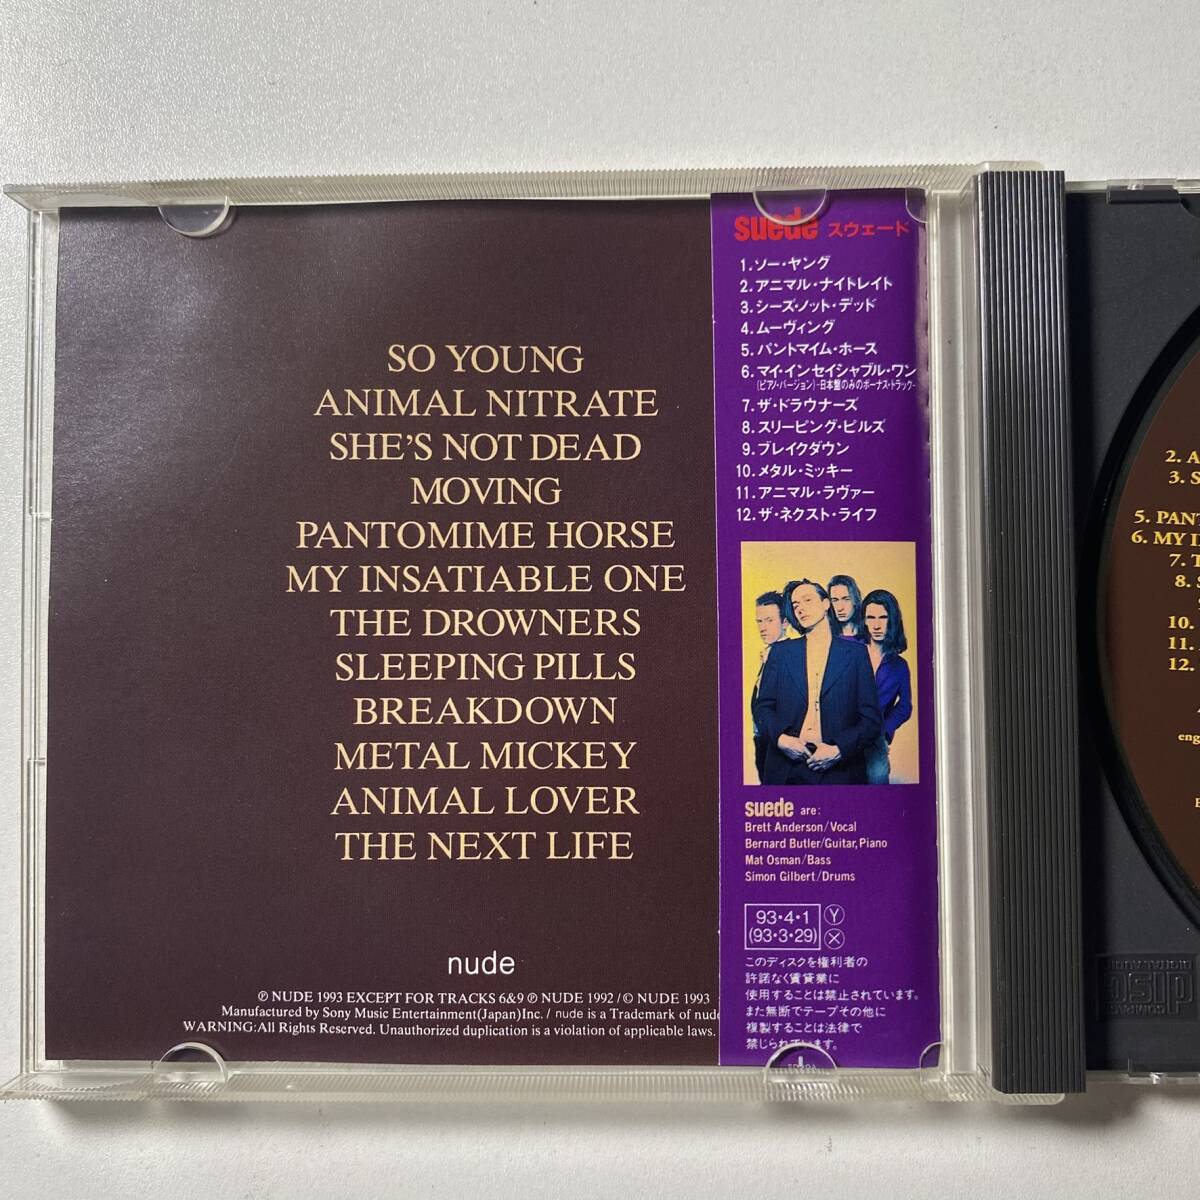 SO YOUNG
ANIMAL NITRATE
SHE'S NOT DEAD
MOVING
PANTOMIME HORSE
MY INSATIABLE ONE
THE DROWNERS
SLEEPING PILLS
BREAKDOWN
METAL MICKEY
ANIMAL LOVER
THE NEXT LIFE
nude
℗ NUDE 1993 EXCEPT FOR TRACKS 6&9 ℗ NUDE 1992 / © NUDE 1993
Manufactured by Sony Music Entertainment(Japan)Inc. / nude is a Trademark of nude
WARNING:All Rights Reserved. Unauthorized duplication is a violation of applicable laws.
suede スウェード
1.ソー・ヤング
2.アニマル・ナイトレイト
3.シーズ・ノット・デッド
4.ムーヴィング
5.パントマイム・ホース
6.マイ・インセイシャブル・ワン
(ピアノ・バージョン)-日本盤のみのボーナス・トラック-
7.ザ・ドラウナーズ
8.スリーピング・ピルズ
9.ブレイクダウン
10.メタル・ミッキー
11.アニマル・ラヴァー
12.ザ・ネクスト・ライフ
suede are:
Brett Anderson/Vocal
Bernard Butler/Guitar, Piano
Mat Osman/Bass
Simon Gilbert/Drums
93・4・1 Ⓨ
(93・3・29) Ⓧ
このディスクを権利者の
許諾なく賃貸業に
使用することは禁止されています。
また無断でテープその他に
複製することは法律で
禁じられています。
2. A
3. S
5. PANT
6. MY I
7. T
8. S
10.
11.
12.
eng
COMPACT
disc
DIGITAL AUDIO